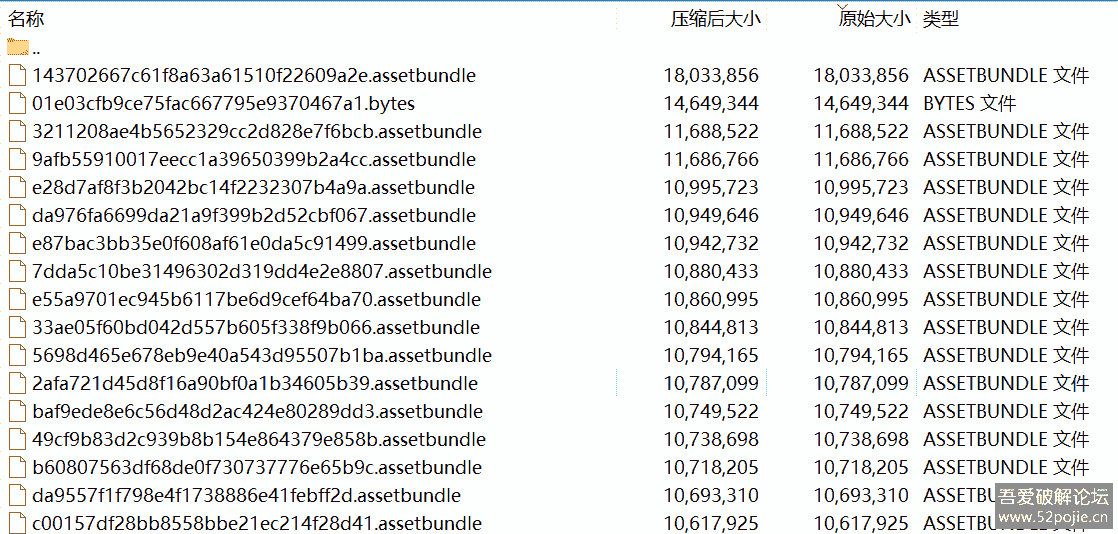 名称 压缩后大小 原始大小 类型
..
143702667c61f8a63a61510f22609a2e.assetbundle 18,033,856 18,033,856 ASSETBUNDLE 文件
01e03cfb9ce75fac667795e9370467a1.bytes 14,649,344 14,649,344 BYTES 文件
3211208ae4b5652329cc2d828e7f6bcb.assetbundle 11,688,522 11,688,522 ASSETBUNDLE 文件
9afb55910017eecc1a39650399b2a4cc.assetbundle 11,686,766 11,686,766 ASSETBUNDLE 文件
e28d7af8f3b2042bc14f2232307b4a9a.assetbundle 10,995,723 10,995,723 ASSETBUNDLE 文件
da976fa6699da21a9f399b2d52cbf067.assetbundle 10,949,646 10,949,646 ASSETBUNDLE 文件
e87bac3bb35e0f608af61e0da5c91499.assetbundle 10,942,732 10,942,732 ASSETBUNDLE 文件
7dda5c10be31496302d319dd4e2e8807.assetbundle 10,880,433 10,880,433 ASSETBUNDLE 文件
e55a9701ec945b6117be6d9cef64ba70.assetbundle 10,860,995 10,860,995 ASSETBUNDLE 文件
33ae05f60bd042d557b605f338f9b066.assetbundle 10,844,813 10,844,813 ASSETBUNDLE 文件
5698d465e678eb9e40a543d95507b1ba.assetbundle 10,794,165 10,794,165 ASSETBUNDLE 文件
2afa721d45d8f16a90bf0a1b34605b39.assetbundle 10,787,099 10,787,099 ASSETBUNDLE 文件
baf9ede8e6c56d48d2ac424e80289dd3.assetbundle 10,749,522 10,749,522 ASSETBUNDLE 文件
49cf9b83d2c939b8b154e864379e858b.assetbundle 10,738,698 10,738,698 ASSETBUNDLE 文件
b60807563df68de0f730737776e65b9c.assetbundle 10,718,205 10,718,205 ASSETBUNDLE 文件
da9557f1f798e4f1738886e41febff2d.assetbundle 10,693,310 10,693,310 ASSETBUNDLE 文件
c00157df28bb8558bbe21ec214f28d41.assetbundle 10,617,925 10,617,925 ASSETBUNDLE 文件
吾爱破解论坛
www.52pojie.cn